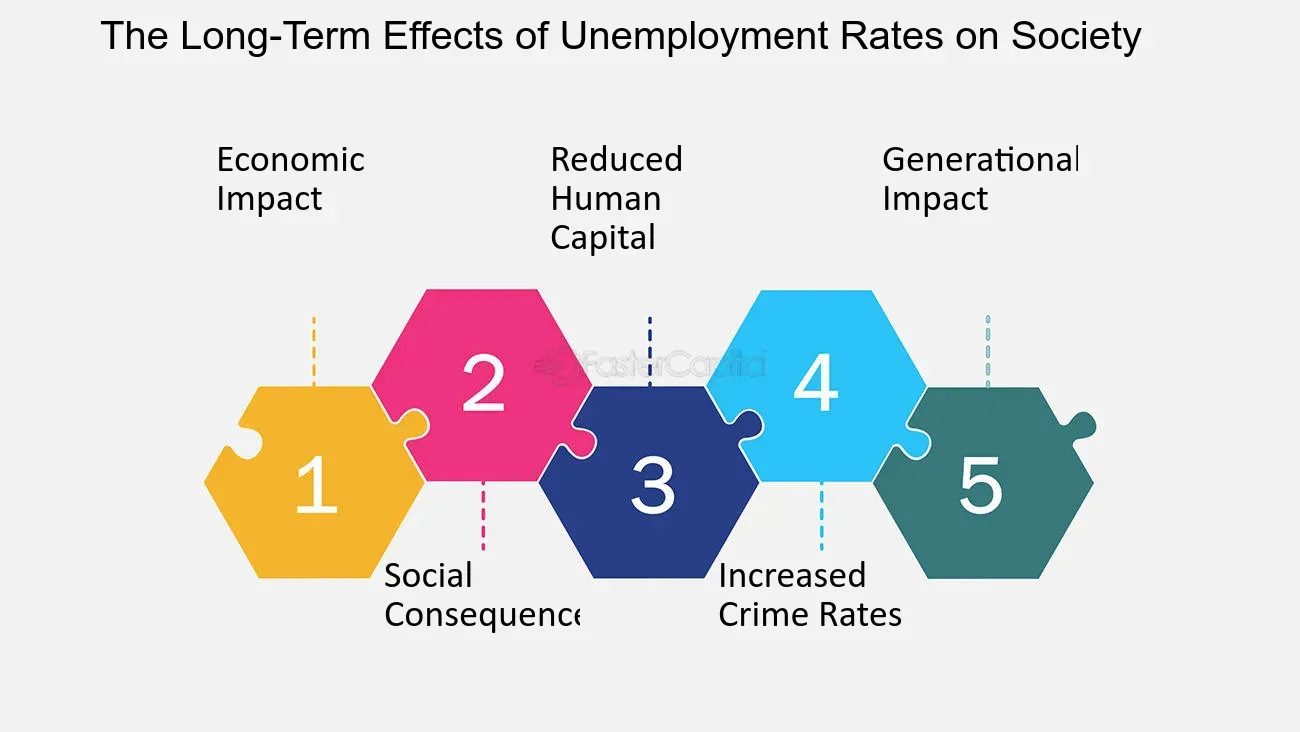 The Long-Term Effects of Unemployment Rates on Society
Economic
Impact
Reduced
Human
Capital
Generational
Impact
1
2
3
4
5
FasterCapital
Social
Consequence
Increased
Crime Rates